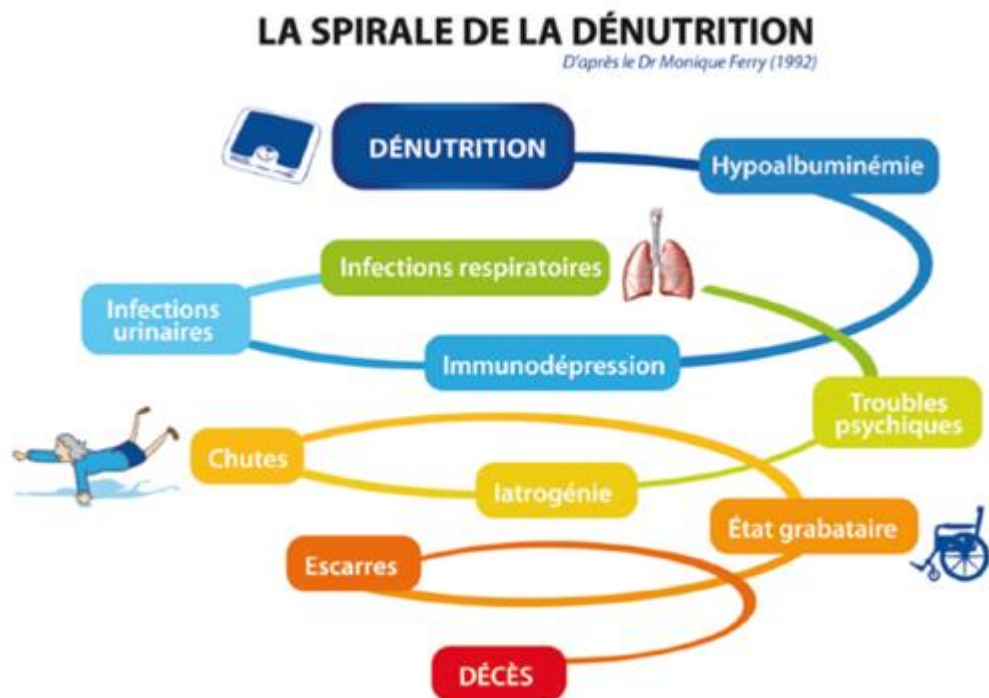 LA SPIRALE DE LA DÉNUTRITION
D'après le Dr Monique Ferry (1992)
DÉNUTRITION
Hypoalbuminémie
Infections respiratoires
Infections
urinaires
Immunodépression
Troubles
psychiques
Chutes
Iatrogénie
État grabataire
Escarres
DÉCÈS